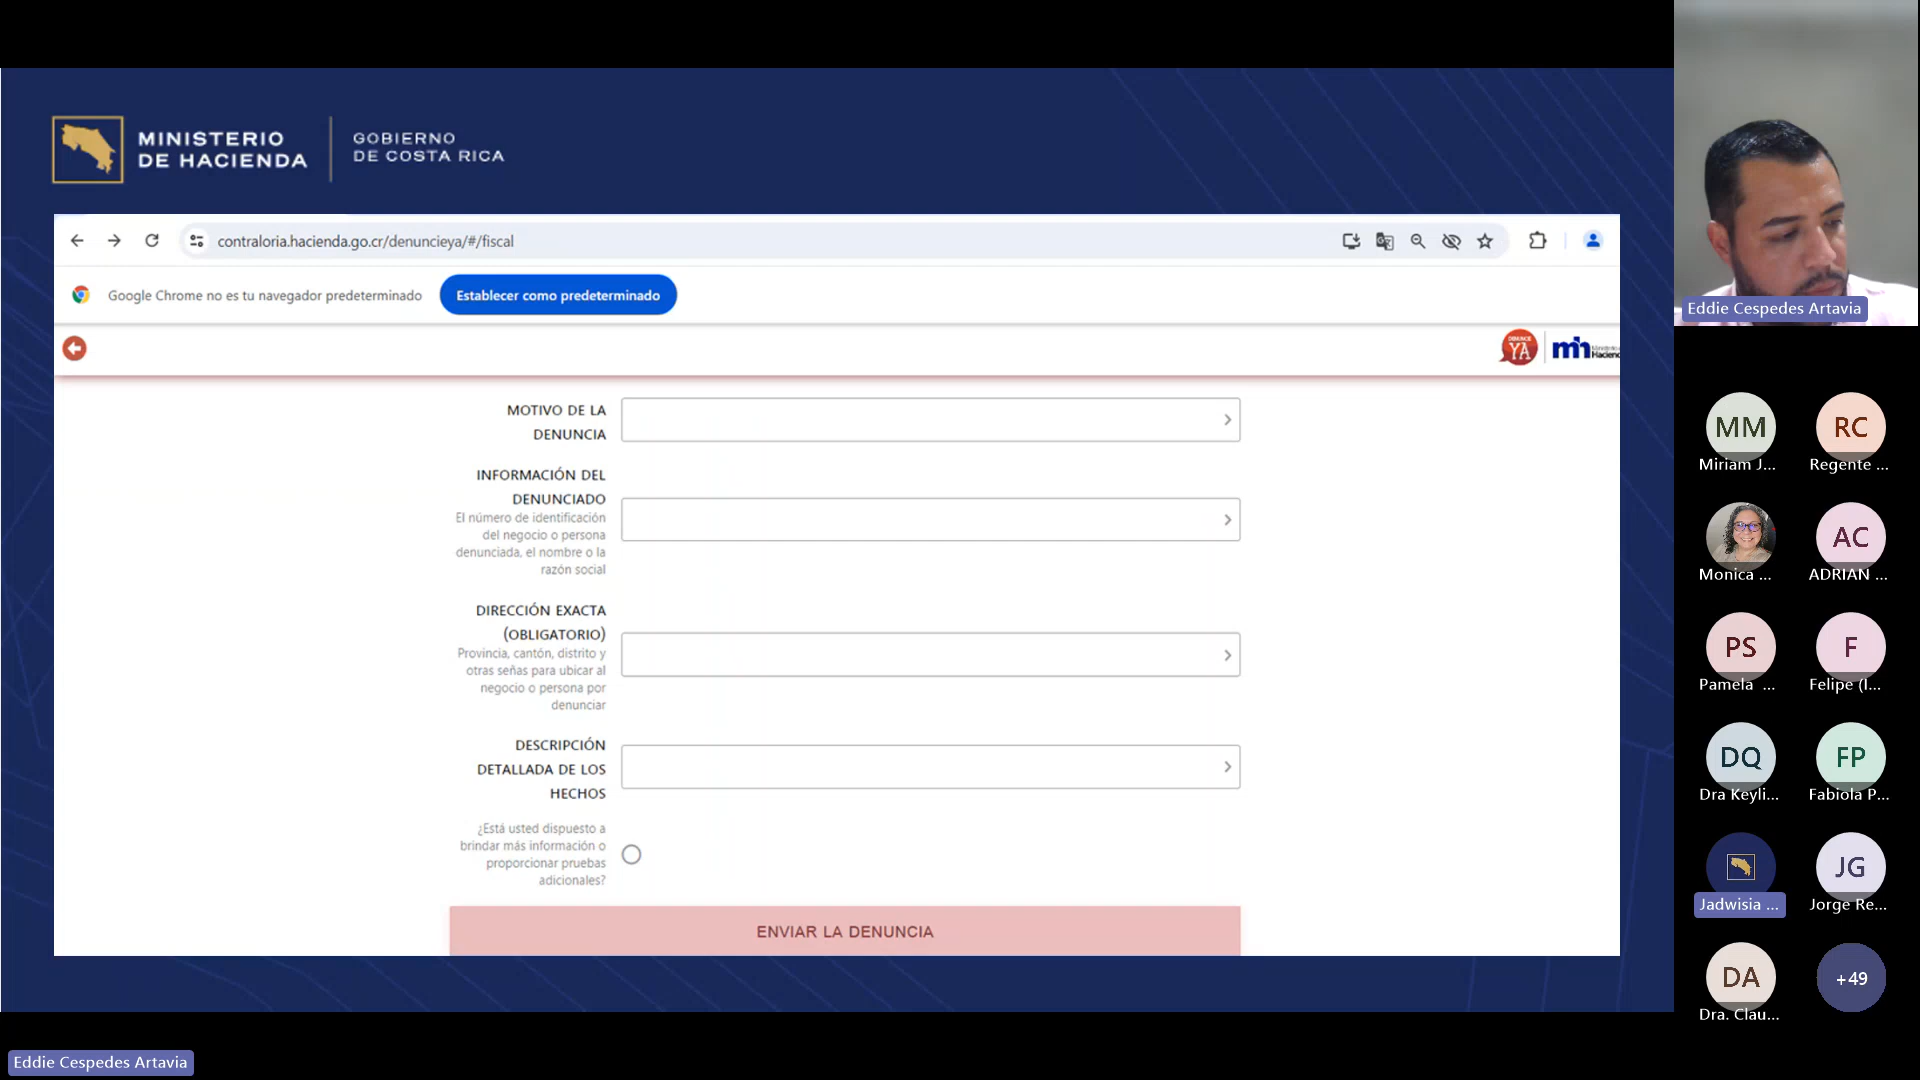 MINISTERIO
DE HACIENDA
GOBIERNO
DE COSTA RICA
contraloria.hacienda.go.cr/denuncieya/#/fiscal
Google Chrome no es tu navegador predeterminado
Establecer como predeterminado
YA
mh
MOTIVO DE LA
DENUNCIA
INFORMACIÓN DEL
DENUNCIADO
El número de identificación
del negocio o persona
denunciada, el nombre o la
razón social
DIRECCIÓN EXACTA
(OBLIGATORIO)
Provincia, cantón, distrito y
otras señas para ubicar al
negocio o persona por
denunciar
DESCRIPCIÓN
DETALLADA DE LOS
HECHOS
¿Está usted dispuesto a
brindar más información o
proporcionar pruebas
adicionales?
ENVIAR LA DENUNCIA
Eddie Cespedes Artavia
MM
Miriam J...
RC
Regente ...
Monica ...
AC
ADRIAN ...
PS
Pamela ...
F
Felipe (I...
DQ
Dra Keyli...
FP
Fabiola P...
Jadwisia ...
JG
Jorge Re...
DA
Dra. Clau...
+49
Eddie Cespedes Artavia